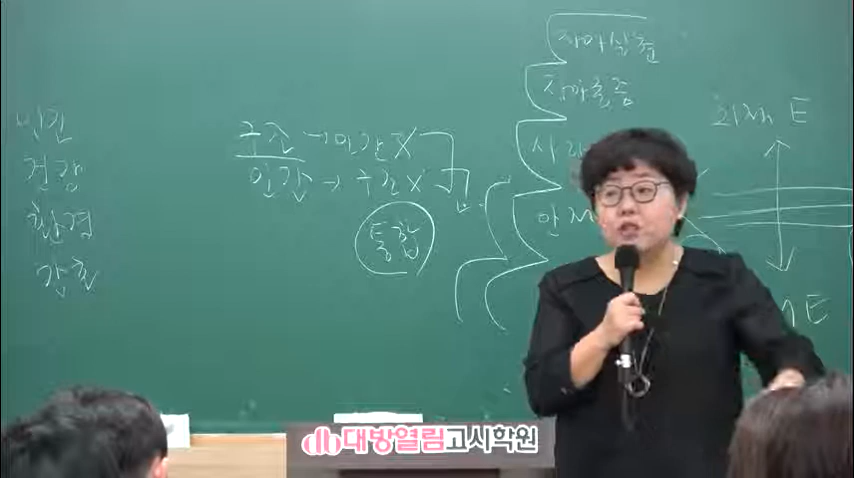 인간
건강
환경
간호
구조 → 인간 X
인간 → 구조 X
통합
자아실현
자아존중
사랑
안
외재 E
E
대방열림고시학원